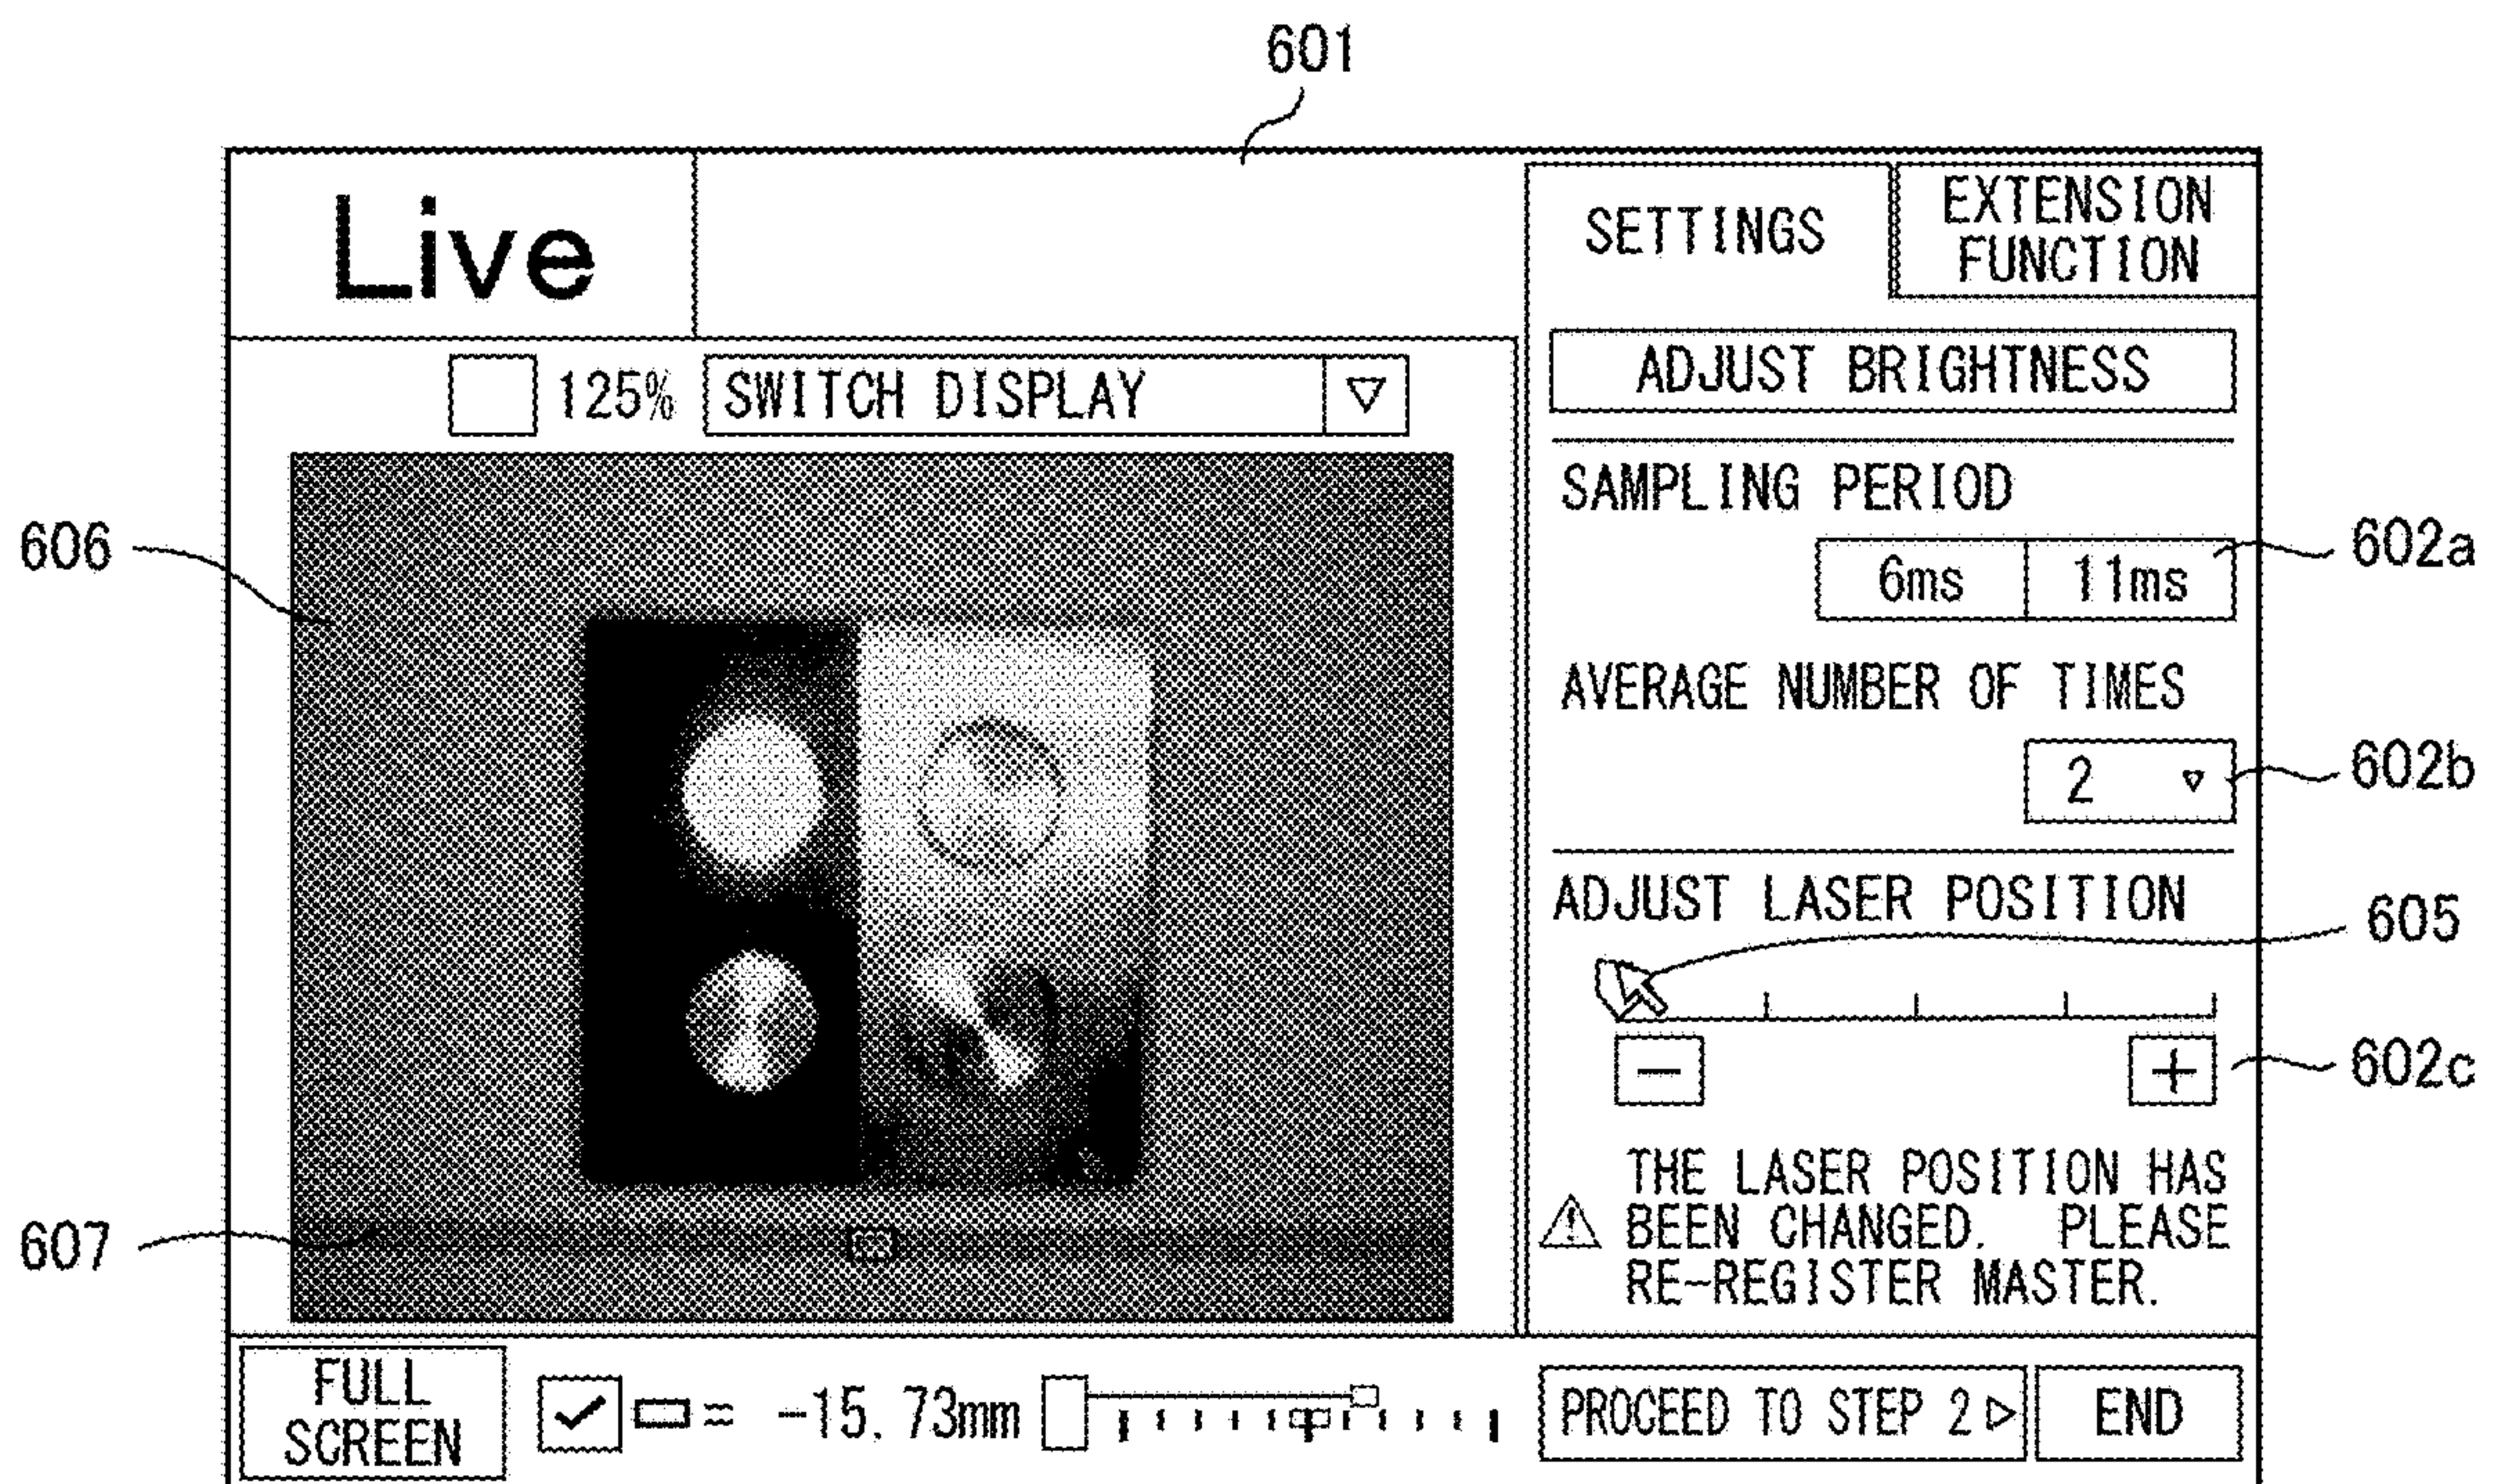 601
Live
SETTINGS
EXTENSION
FUNCTION
125%
SWITCH DISPLAY
ADJUST BRIGHTNESS
SAMPLING PERIOD
6ms
11ms
602a
606
AVERAGE NUMBER OF TIMES
2
602b
ADJUST LASER POSITION
605
−
+
602c
THE LASER POSITION HAS
BEEN CHANGED. PLEASE
RE-REGISTER MASTER.
607
FULL
SCREEN
= -15.73mm
PROCEED TO STEP 2
END